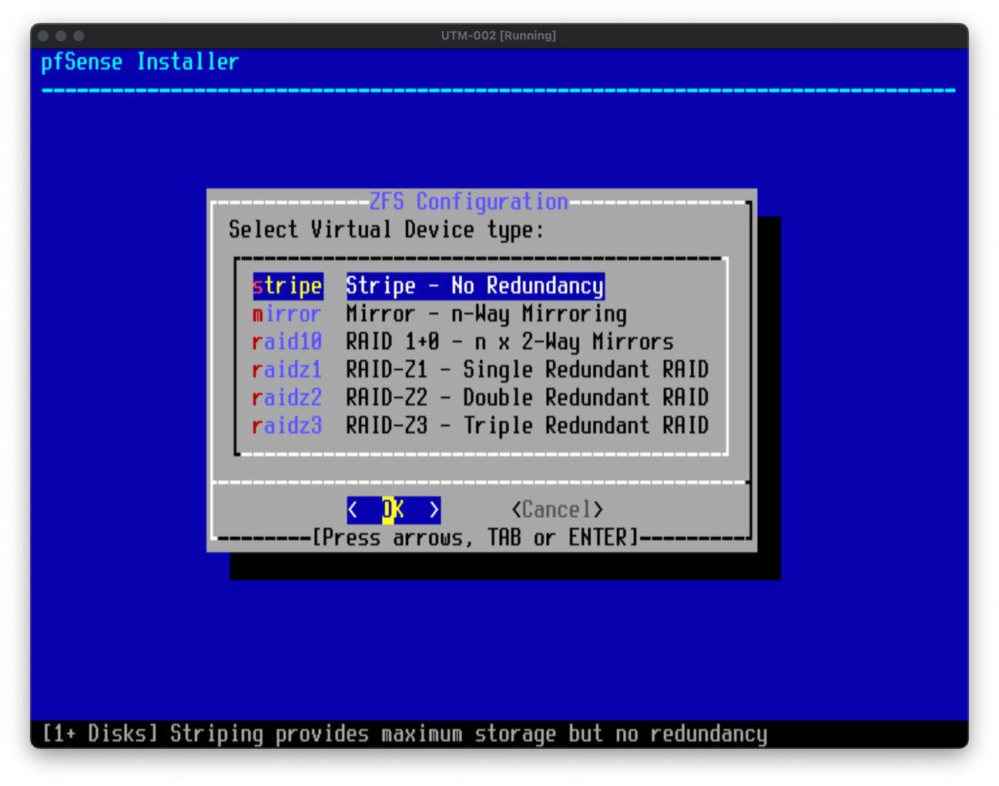 UTM-002 [Running]
pfSense Installer
ZFS Configuration
Select Virtual Device type:
stripe Stripe - No Redundancy
mirror Mirror - n-Way Mirroring
raid10 RAID 1+0 - n x 2-Way Mirrors
raidz1 RAID-Z1 - Single Redundant RAID
raidz2 RAID-Z2 - Double Redundant RAID
raidz3 RAID-Z3 - Triple Redundant RAID
< OK > <Cancel>
[Press arrows, TAB or ENTER]
[1+ Disks] Striping provides maximum storage but no redundancy